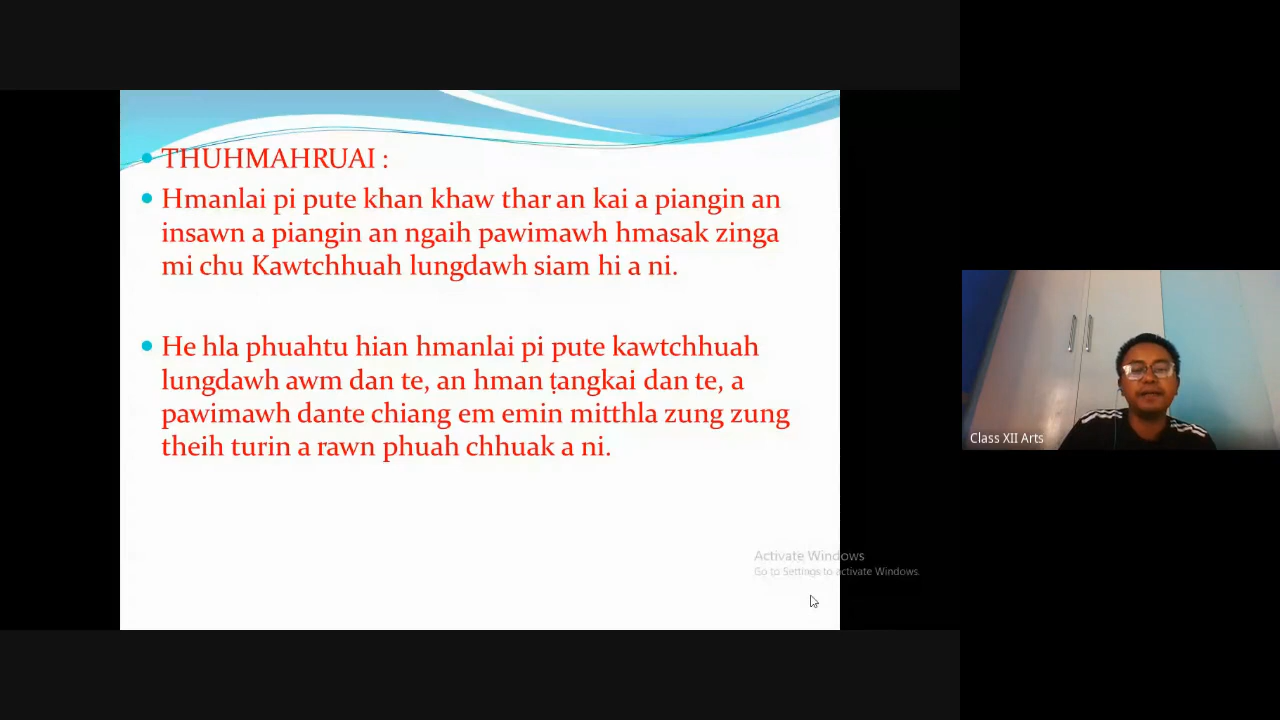 THUHMAHRUAI :
Hmanlai pi pute khan khaw thar an kai a piangin an
insawn a piangin an ngaih pawimawh hmasak zinga
mi chu Kawtchhuah lungdawh siam hi a ni.
He hla phuahtu hian hmanlai pi pute kawtchhuah
lungdawh awm dan te, an hman ṭangkai dan te, a
pawimawh dante chiang em emin mitthla zung zung
theih turin a rawn phuah chhuak a ni.
Activate Windows
Go to Settings to activate Windows.
Class XII Arts